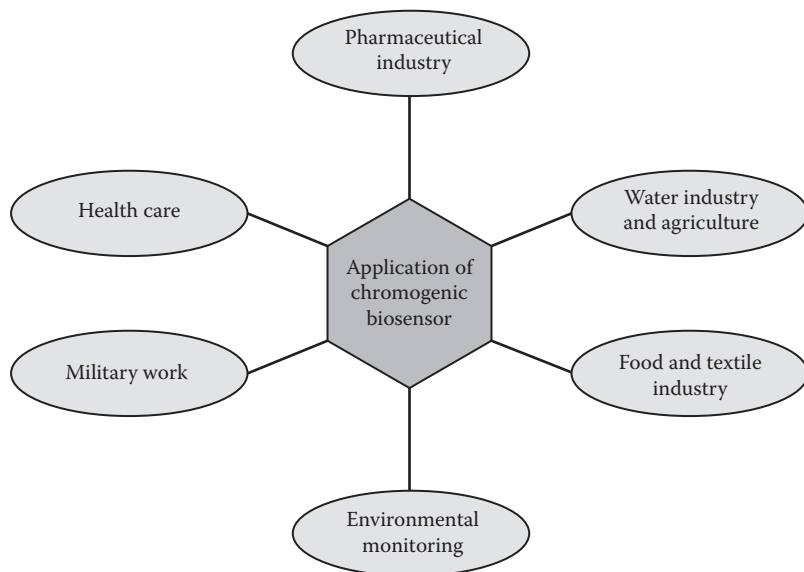 Pharmaceutical
industry
Health care
Water industry
and agriculture
Application of
chromogenic
biosensor
Military work
Food and textile
industry
Environmental
monitoring